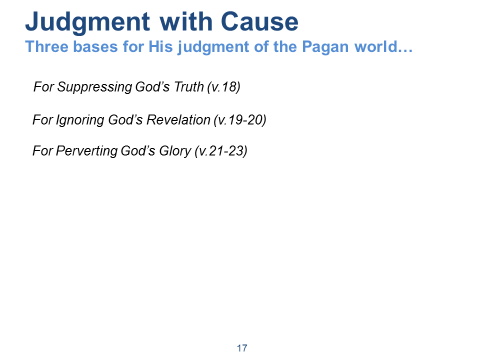 Judgment with Cause
Three bases for His judgment of the Pagan world…
For Suppressing God’s Truth (v.18)
For Ignoring God’s Revelation (v.19-20)
For Perverting God’s Glory (v.21-23)
17